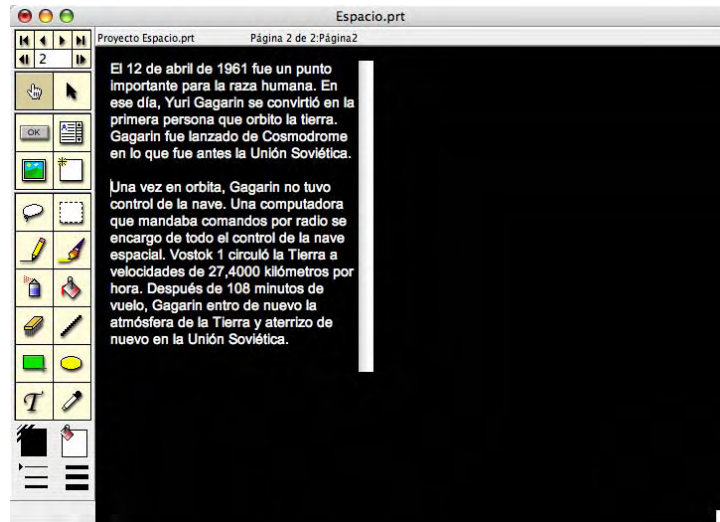 Espacio.prt
Proyecto Espacio.prt Página 2 de 2:Página2
2
OK
T
El 12 de abril de 1961 fue un punto
importante para la raza humana. En
ese día, Yuri Gagarin se convirtió en la
primera persona que orbito la tierra.
Gagarin fue lanzado de Cosmodrome
en lo que fue antes la Unión Soviética.
Una vez en orbita, Gagarin no tuvo
control de la nave. Una computadora
que mandaba comandos por radio se
encargo de todo el control de la nave
espacial. Vostok 1 circuló la Tierra a
velocidades de 27,4000 kilómetros por
hora. Después de 108 minutos de
vuelo, Gagarin entro de nuevo la
atmósfera de la Tierra y aterrizo de
nuevo en la Unión Soviética.